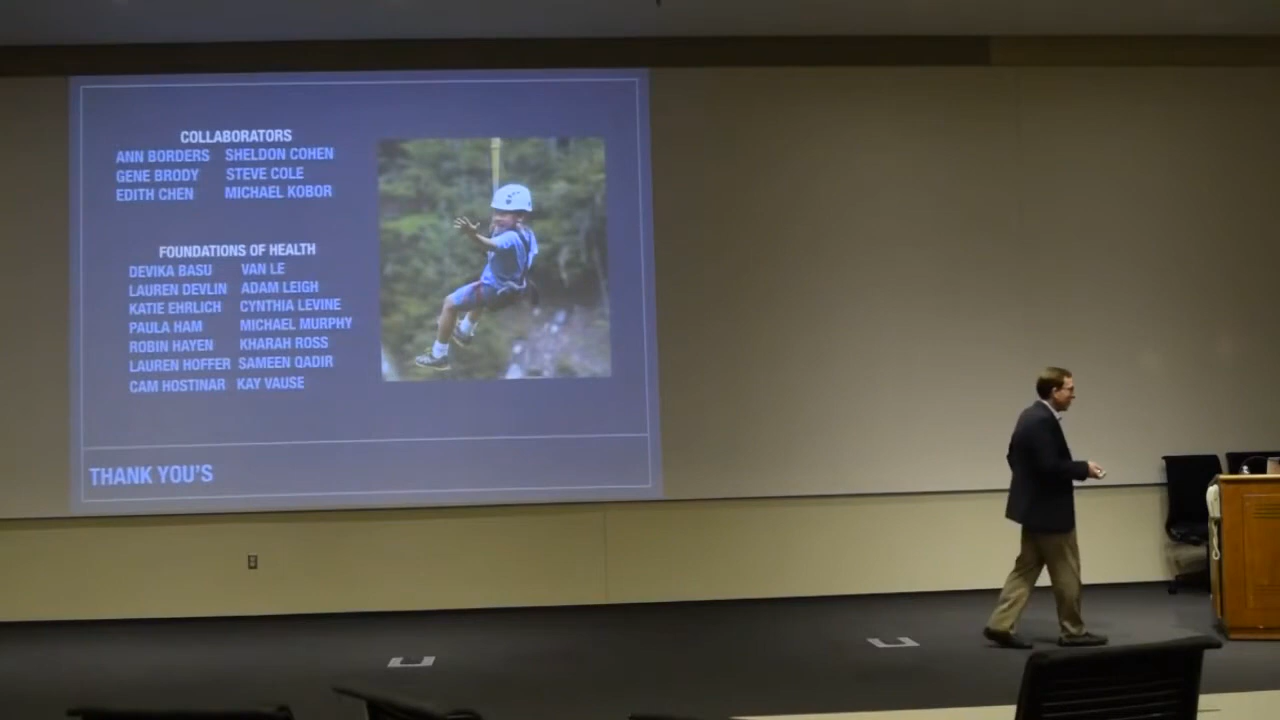 COLLABORATORS
ANN BORDERS SHELDON COHEN
GENE BRODY STEVE COLE
EDITH CHEN MICHAEL KOBOR
FOUNDATIONS OF HEALTH
DEVIKA BASU VAN LE
LAUREN DEVLIN ADAM LEIGH
KATIE EHRLICH CYNTHIA LEVINE
PAULA HAM MICHAEL MURPHY
ROBIN HAYEN KHARAH ROSS
LAUREN HOFFER SAMEEN QADIR
CAM HOSTINAR KAY VAUSE
THANK YOU'S